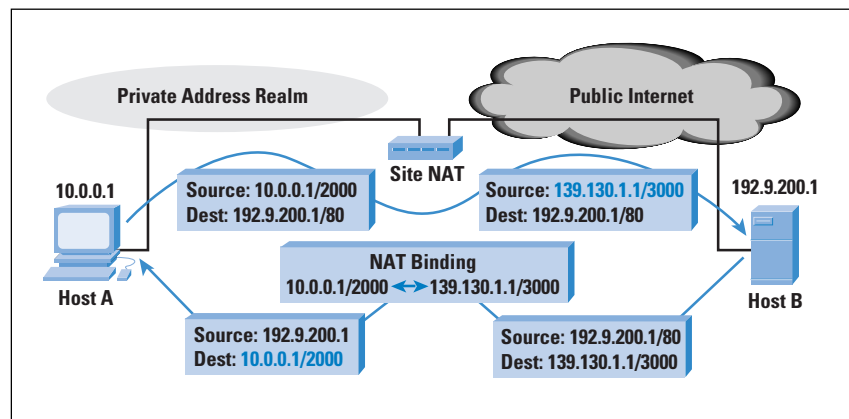 Private Address Realm
Public Internet
Site NAT
10.0.0.1
192.9.200.1
Source: 10.0.0.1/2000
Dest: 192.9.200.1/80
Source: 139.130.1.1/3000
Dest: 192.9.200.1/80
Host A
Host B
NAT Binding
10.0.0.1/2000 139.130.1.1/3000
Source: 192.9.200.1
Dest: 10.0.0.1/2000
Source: 192.9.200.1/80
Dest: 139.130.1.1/3000